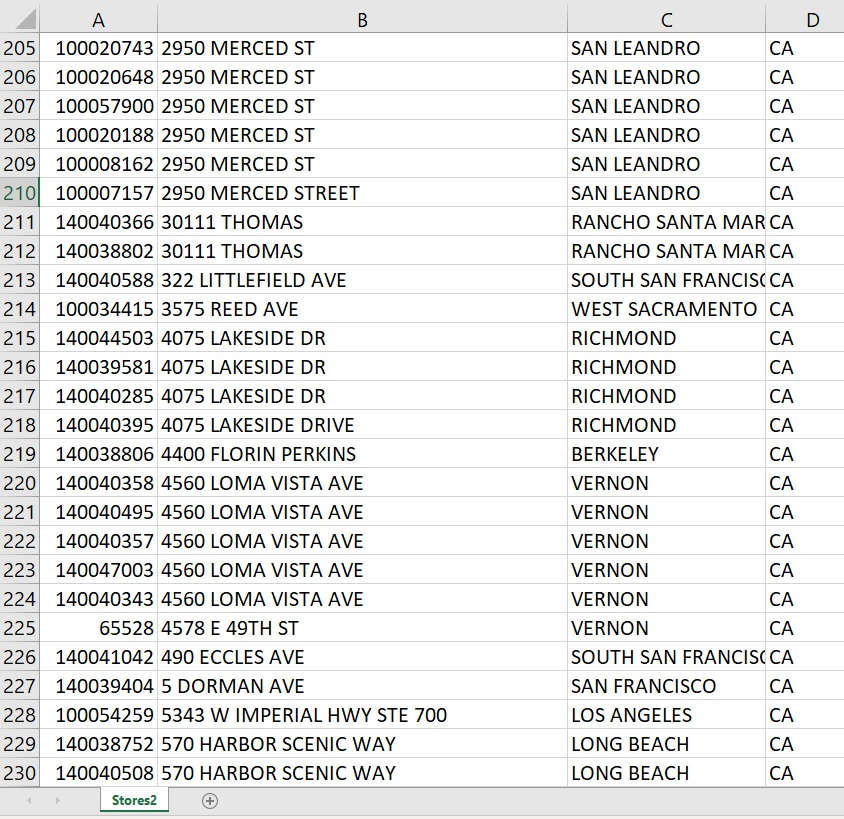 A B C D
205 100020743 2950 MERCED ST SAN LEANDRO CA
206 100020648 2950 MERCED ST SAN LEANDRO CA
207 100057900 2950 MERCED ST SAN LEANDRO CA
208 100020188 2950 MERCED ST SAN LEANDRO CA
209 100008162 2950 MERCED ST SAN LEANDRO CA
210 100007157 2950 MERCED STREET SAN LEANDRO CA
211 140040366 30111 THOMAS RANCHO SANTA MAR CA
212 140038802 30111 THOMAS RANCHO SANTA MAR CA
213 140040588 322 LITTLEFIELD AVE SOUTH SAN FRANCISC CA
214 100034415 3575 REED AVE WEST SACRAMENTO CA
215 140044503 4075 LAKESIDE DR RICHMOND CA
216 140039581 4075 LAKESIDE DR RICHMOND CA
217 140040285 4075 LAKESIDE DR RICHMOND CA
218 140040395 4075 LAKESIDE DRIVE RICHMOND CA
219 140038806 4400 FLORIN PERKINS BERKELEY CA
220 140040358 4560 LOMA VISTA AVE VERNON CA
221 140040495 4560 LOMA VISTA AVE VERNON CA
222 140040357 4560 LOMA VISTA AVE VERNON CA
223 140047003 4560 LOMA VISTA AVE VERNON CA
224 140040343 4560 LOMA VISTA AVE VERNON CA
225 65528 4578 E 49TH ST VERNON CA
226 140041042 490 ECCLES AVE SOUTH SAN FRANCISC CA
227 140039404 5 DORMAN AVE SAN FRANCISCO CA
228 100054259 5343 W IMPERIAL HWY STE 700 LOS ANGELES CA
229 140038752 570 HARBOR SCENIC WAY LONG BEACH CA
230 140040508 570 HARBOR SCENIC WAY LONG BEACH CA
Stores2